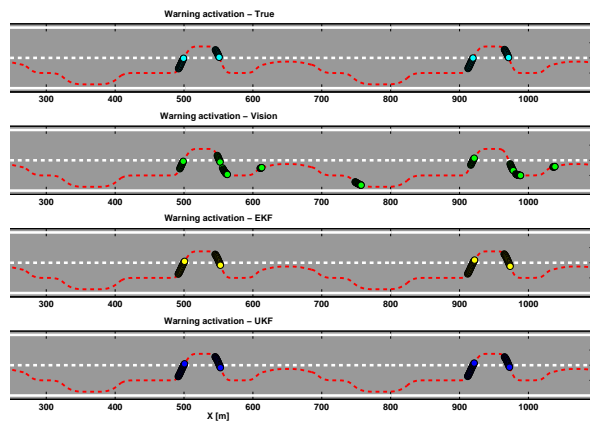 Warning activation – True
300 400 500 600 700 800 900 1000
Warning activation – Vision
300 400 500 600 700 800 900 1000
Warning activation – EKF
300 400 500 600 700 800 900 1000
Warning activation – UKF
300 400 500 600 700 800 900 1000
X [m]